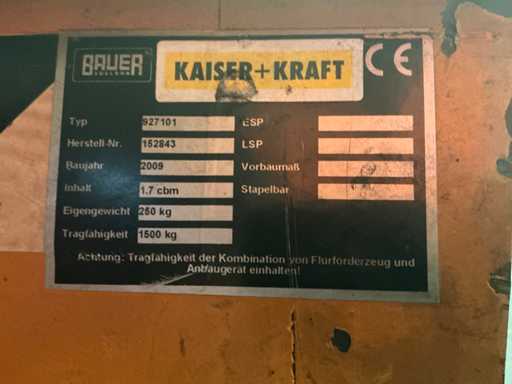 BAUER
SÜDLOHN
KAISER+KRAFT
CE
Typ 927101 ESP
Herstell-Nr. 152843 LSP
Baujahr 2009 Vorbaumaß
Inhalt 1.7 cbm Stapelbar
Eigengewicht 250 kg
Tragfähigkeit 1500 kg
Achtung: Tragfähigkeit der Kombination von Flurförderzeug und
Anbaugerät einhalten!